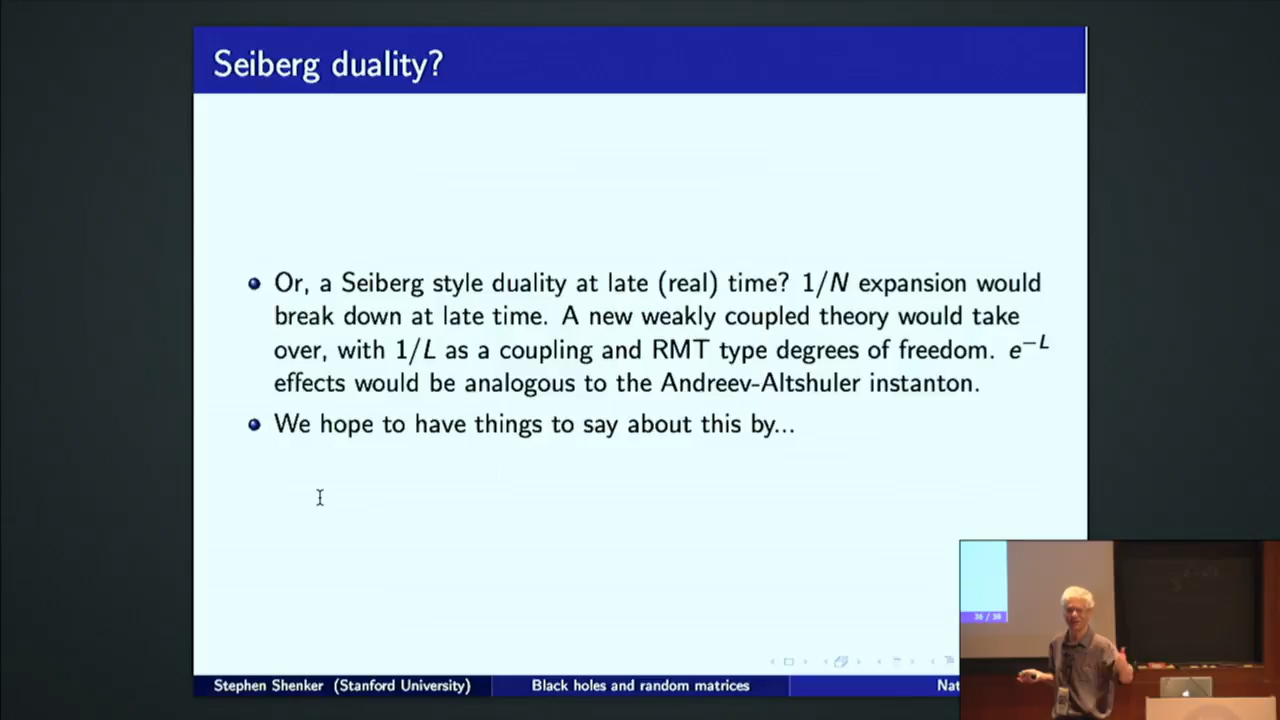 Seiberg duality?
Or, a Seiberg style duality at late (real) time? 1/N expansion would
break down at late time. A new weakly coupled theory would take
over, with 1/L as a coupling and RMT type degrees of freedom. e^{-L}
effects would be analogous to the Andreev-Altshuler instanton.
We hope to have things to say about this by...
36 / 38
Stephen Shenker (Stanford University)
Black holes and random matrices
Nat